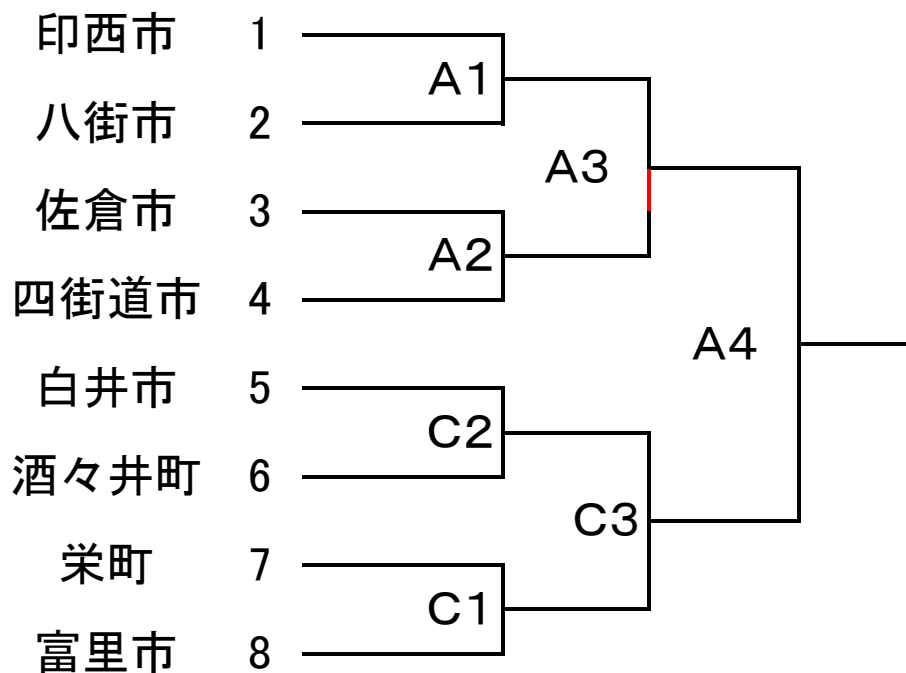 印西市 1
A1
八街市 2
A3
佐倉市 3
A2
四街道市 4
A4
白井市 5
C2
酒々井町 6
C3
栄町 7
C1
富里市 8